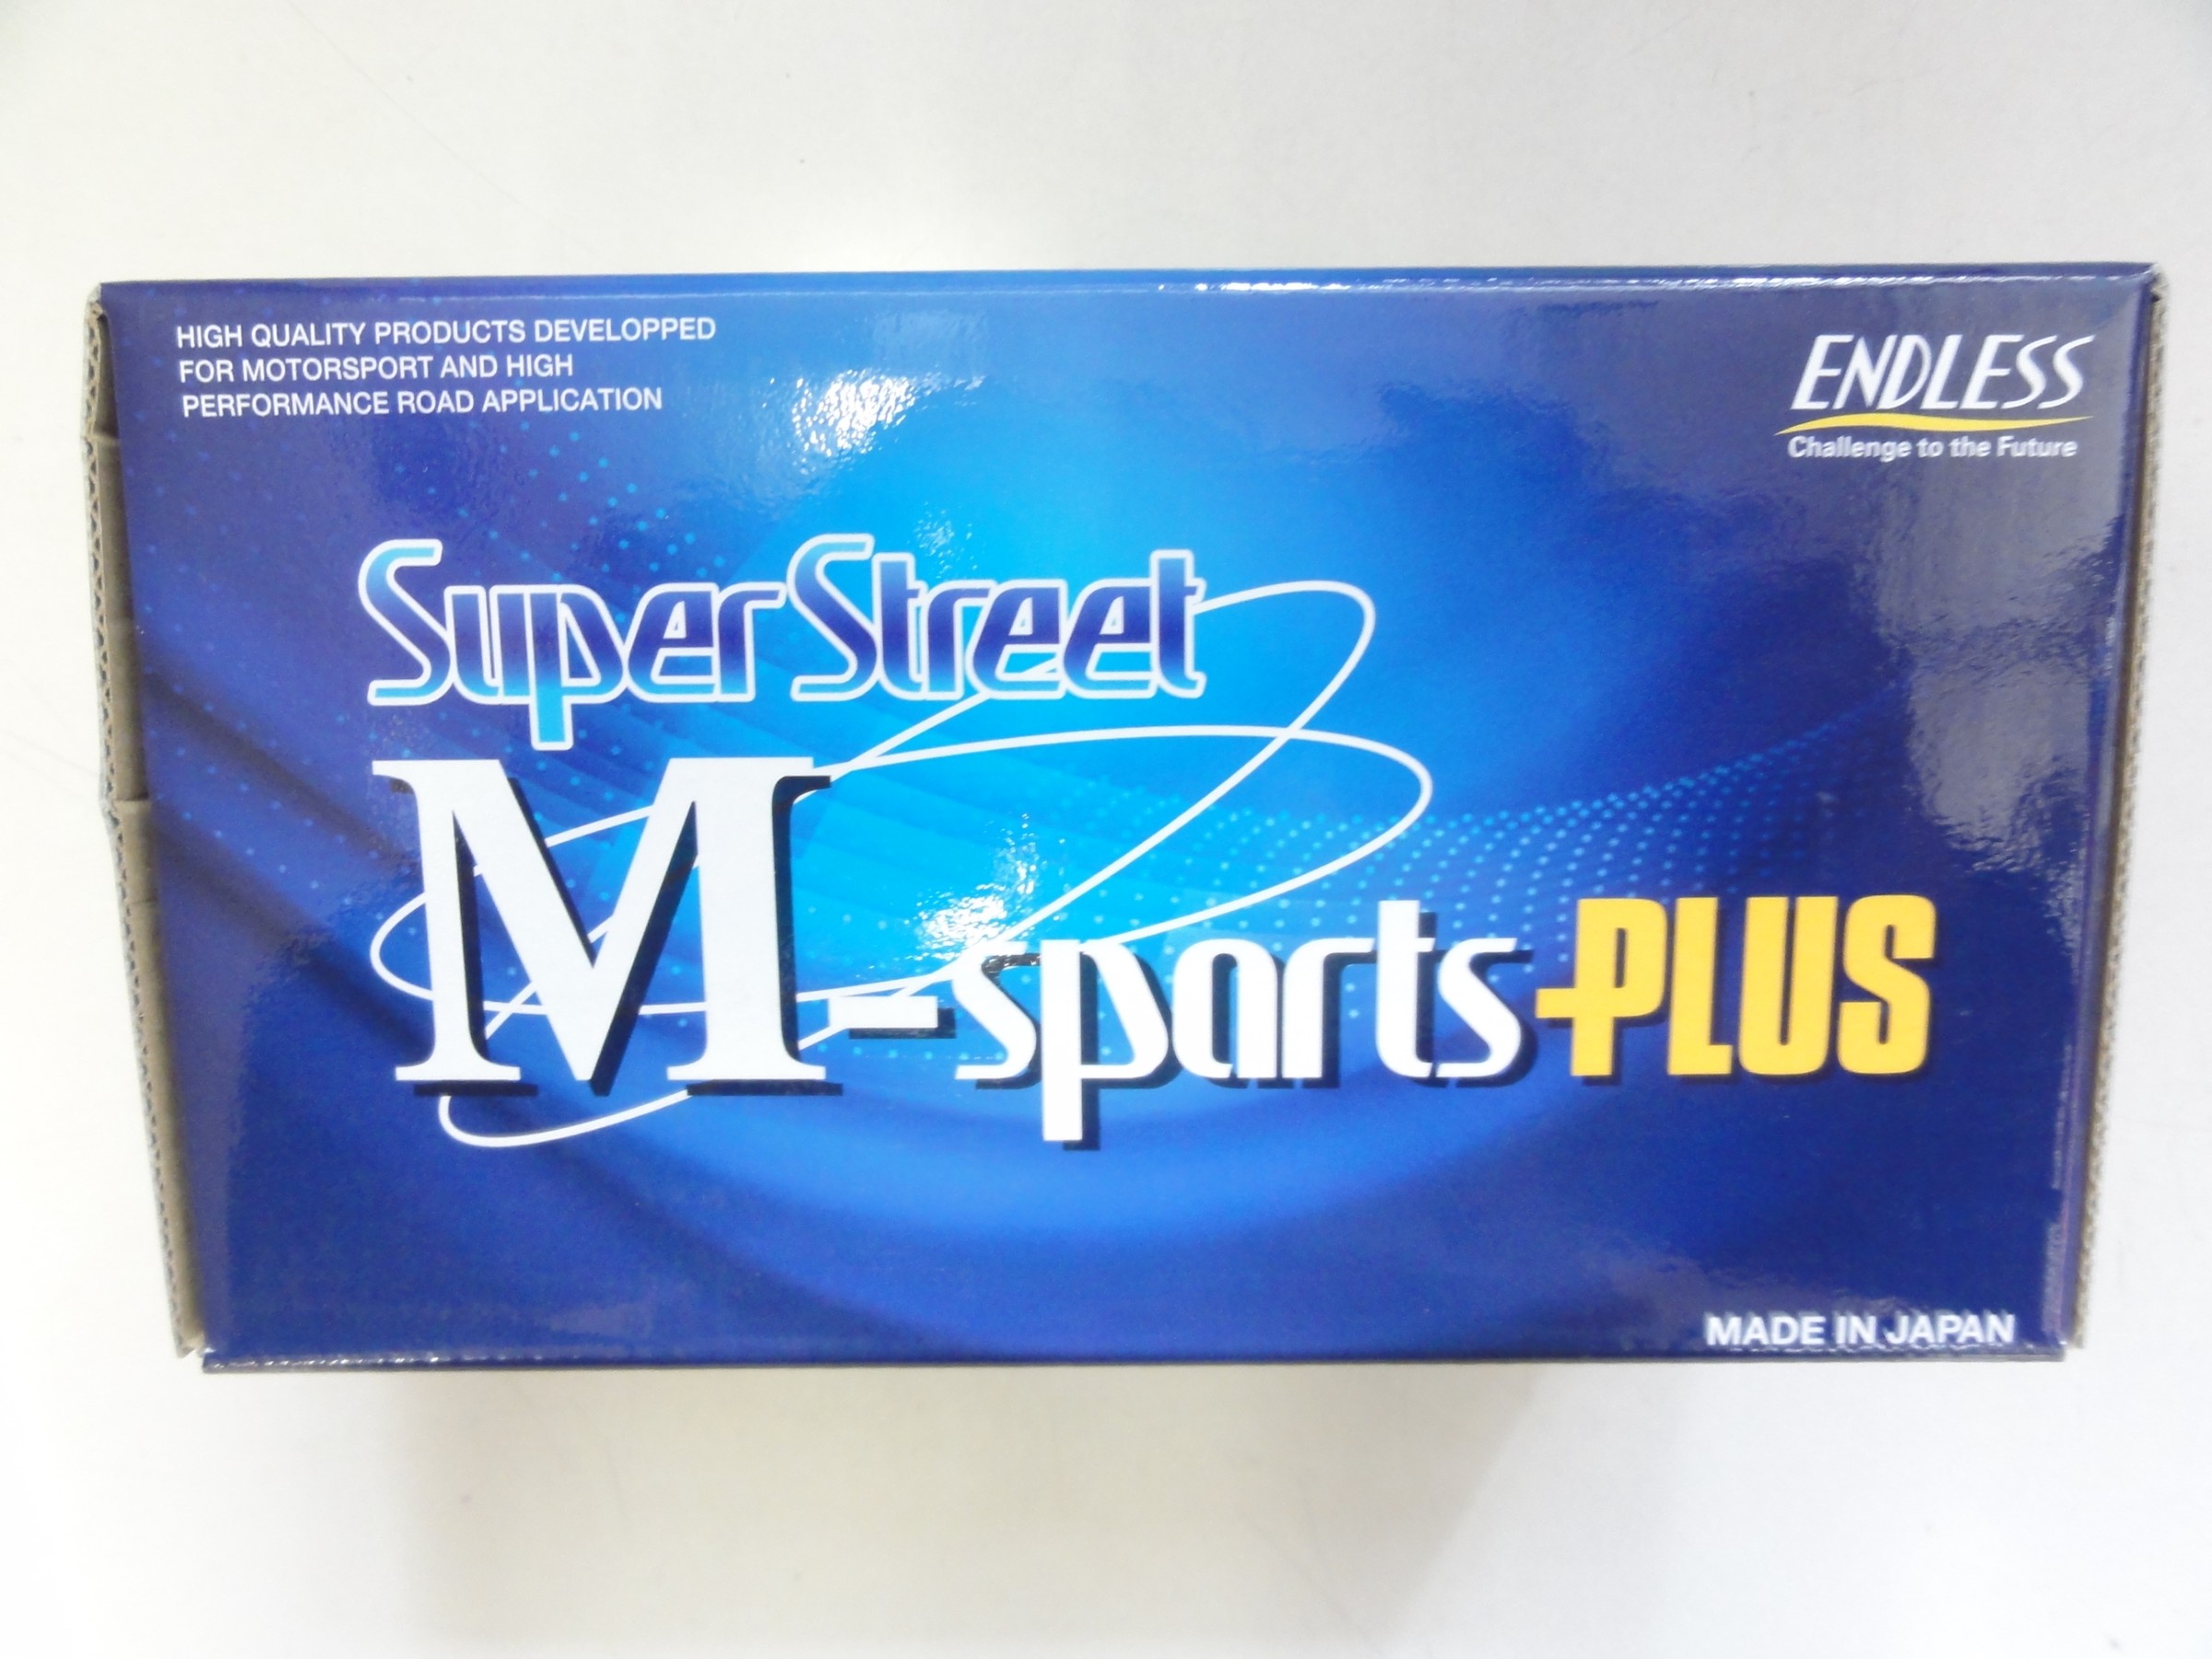 HIGH QUALITY PRODUCTS DEVELOPPED
FOR MOTORSPORT AND HIGH
PERFORMANCE ROAD APPLICATION
ENDLESS
Challenge to the Future
Super Street
M-sports PLUS
MADE IN JAPAN